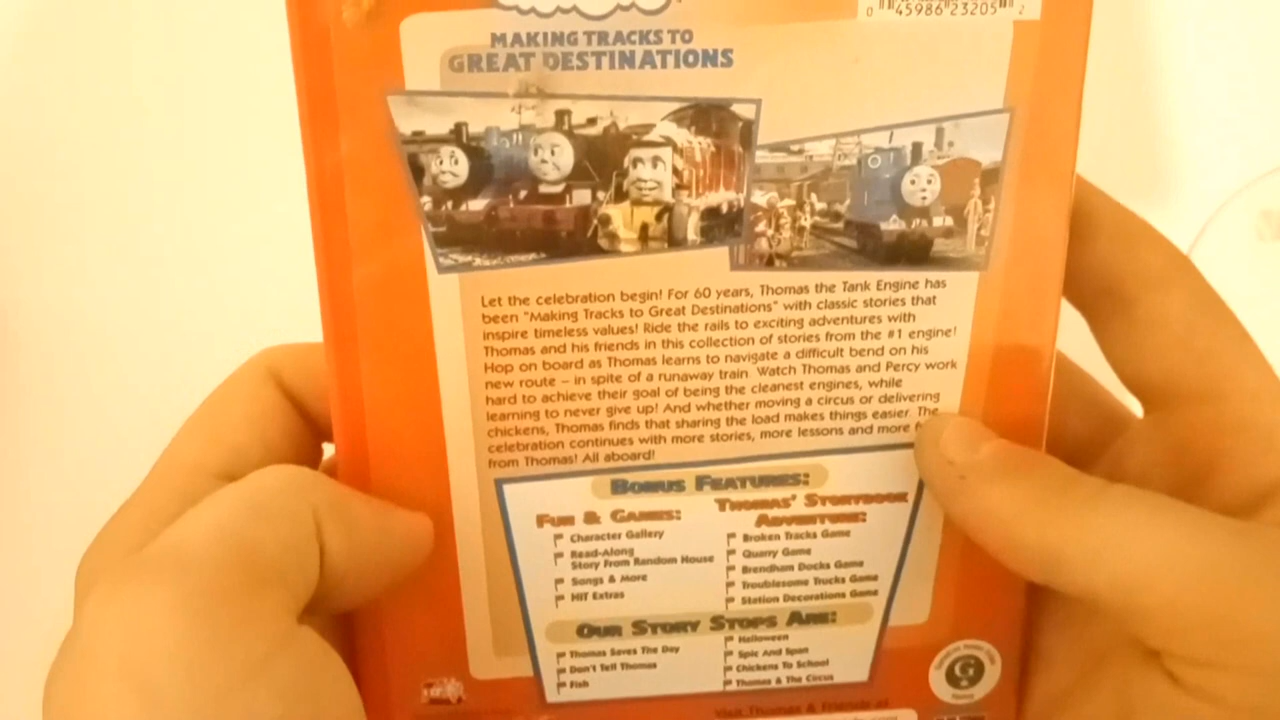 0 45986 23205 2
MAKING TRACKS TO
GREAT DESTINATIONS
Let the celebration begin! For 60 years, Thomas the Tank Engine has
been "Making Tracks to Great Destinations" with classic stories that
inspire timeless values! Ride the rails to exciting adventures with
Thomas and his friends in this collection of stories from the #1 engine!
Hop on board as Thomas learns to navigate a difficult bend on his
new route – in spite of a runaway train. Watch Thomas and Percy work
hard to achieve their goal of being the cleanest engines, while
learning to never give up! And whether moving a circus or delivering
chickens, Thomas finds that sharing the load makes things easier. The
celebration continues with more stories, more lessons and more
from Thomas! All aboard!
BONUS FEATURES:
FUN & GAMES:
Character Gallery
Read-Along
Story From Random House
Songs & More
HIT Extras
THOMAS' STORYBOOK
ADVENTURE:
Broken Tracks Game
Quarry Game
Brendham Docks Game
Troublesome Trucks Game
Station Decorations Game
OUR STORY STOPS ARE:
Thomas Saves The Day
Don't Tell Thomas
Fish
Halloween
Spic And Span
Chickens To School
Thomas & The Circus
G
Visit Thomas & Friends at